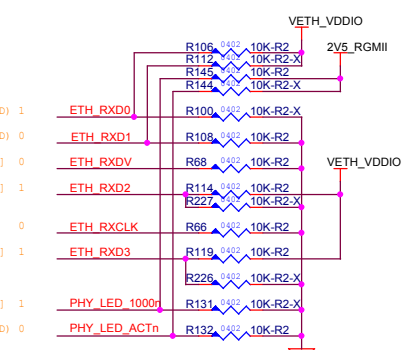 VETH_VDDIO
R106 0402 10K-R2 2V5_RGMII
R112 10K-R2-X
R145 0402 10K-R2
R144 0402 10K-R2-X
D) 1 ETH_RXD0 R100 0402 10K-R2-X
D) 0 ETH_RXD1 R108 0402 10K-R2
] 0 ETH_RXDV R68 0402 10K-R2 VETH_VDDIO
] 1 ETH_RXD2 R114 0402 10K-R2
R227 0402 10K-R2-X
0 ETH_RXCLK R66 0402 10K-R2
] 1 ETH_RXD3 R119 0402 10K-R2
R226 0402 10K-R2-X
] 1 PHY_LED_1000n R131 0402 10K-R2-X
D) 0 PHY_LED_ACTn R132 0402 10K-R2